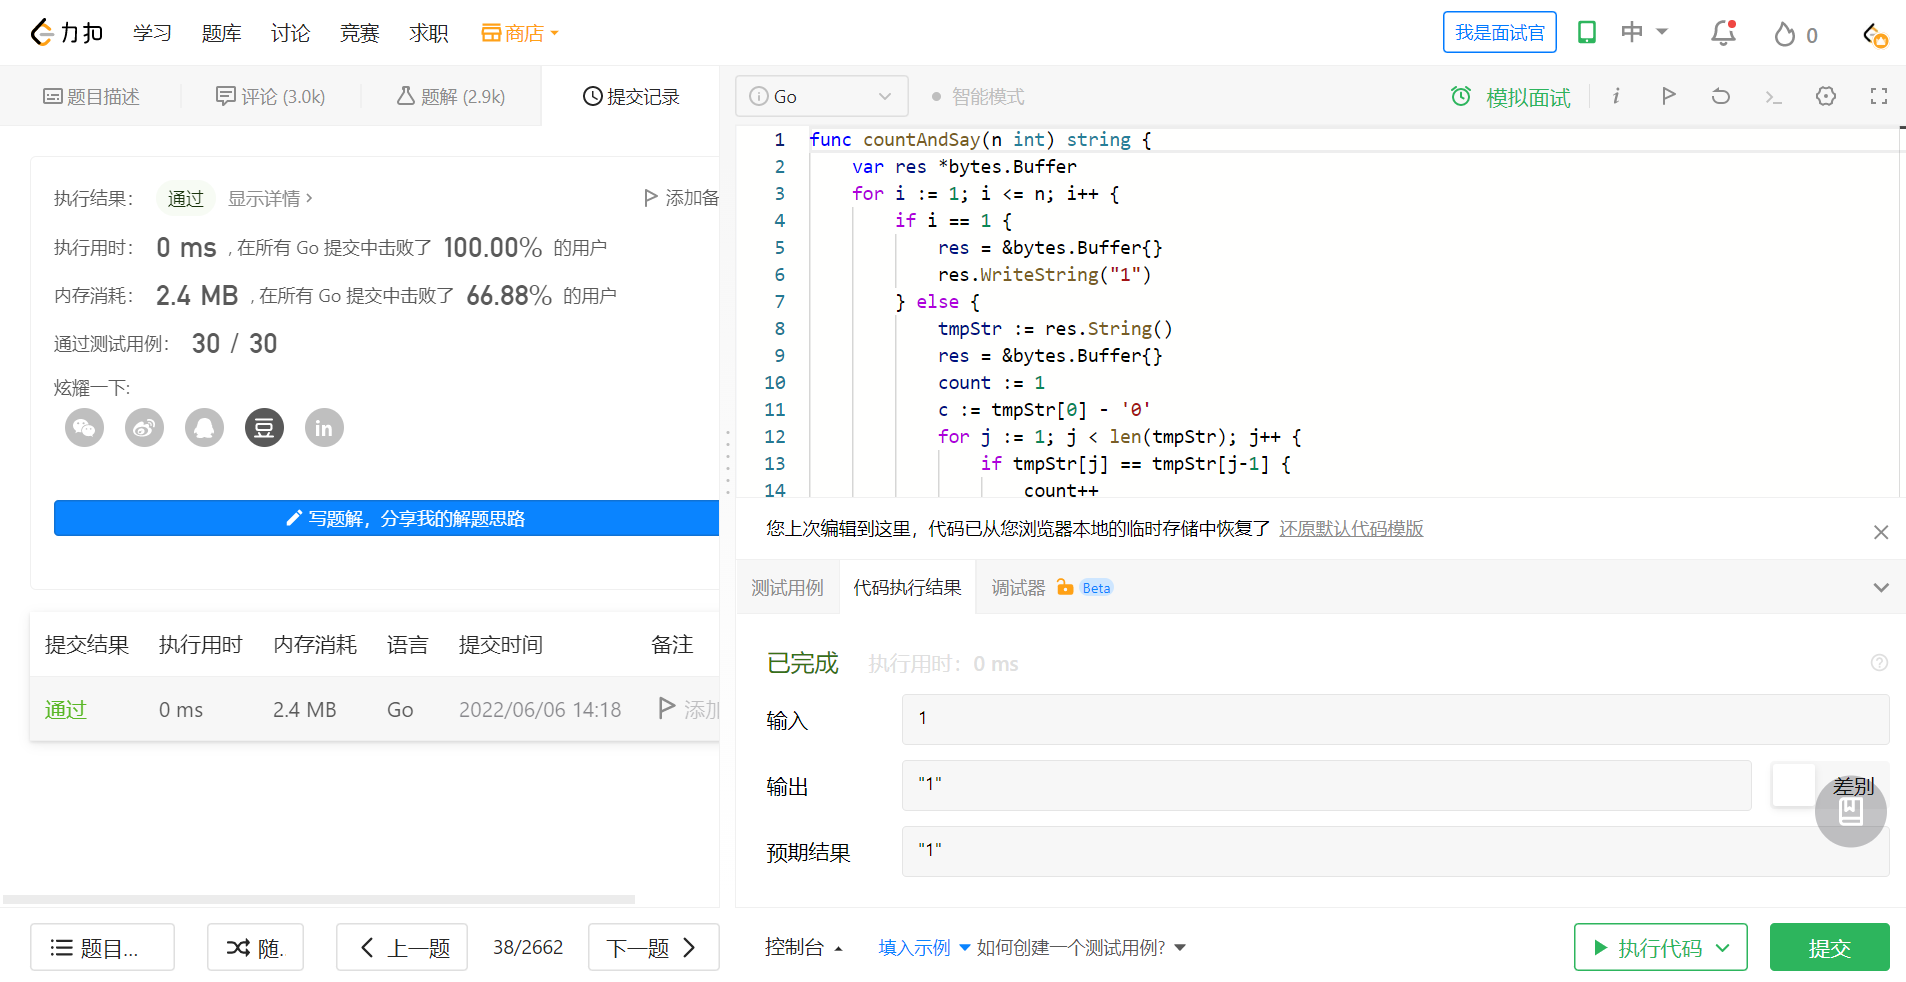 力扣 学习 题库 讨论 竞赛 求职 商店 我是面试官 中 0
题目描述 评论 (3.0k) 题解 (2.9k) 提交记录
执行结果： 通过 显示详情 > 添加备
执行用时： 0 ms , 在所有 Go 提交中击败了 100.00% 的用户
内存消耗： 2.4 MB , 在所有 Go 提交中击败了 66.88% 的用户
通过测试用例： 30 / 30
炫耀一下:
豆 in
写题解，分享我的解题思路
提交结果 执行用时 内存消耗 语言 提交时间 备注
通过 0 ms 2.4 MB Go 2022/06/06 14:18 添加
题目... 随. 上一题 38/2662 下一题
i Go 智能模式 模拟面试 i
1 func countAndSay(n int) string {
2 var res *bytes.Buffer
3 for i := 1; i <= n; i++ {
4 if i == 1 {
5 res = &bytes.Buffer{}
6 res.WriteString("1")
7 } else {
8 tmpStr := res.String()
9 res = &bytes.Buffer{}
10 count := 1
11 c := tmpStr[0] - '0'
12 for j := 1; j < len(tmpStr); j++ {
13 if tmpStr[j] == tmpStr[j-1] {
14 count++
您上次编辑到这里，代码已从您浏览器本地的临时存储中恢复了 还原默认代码模版
测试用例 代码执行结果 调试器 Beta
已完成 执行用时：0 ms
输入 1
输出 "1" 差别
预期结果 "1"
控制台 填入示例 如何创建一个测试用例? 执行代码 提交